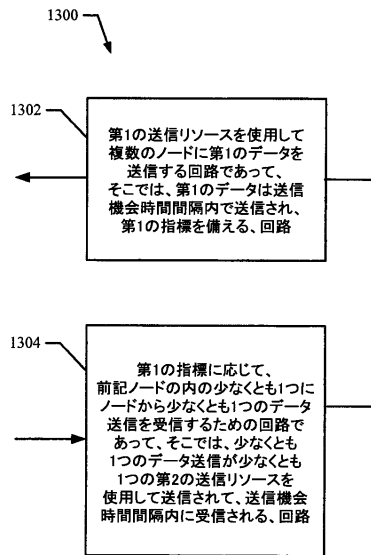 1300
1302
第1の送信リソースを使用して
複数のノードに第1のデータを
送信する回路であって、
そこでは、第1のデータは送信
機会時間間隔内で送信され、
第1の指標を備える、回路
1304
第1の指標に応じて、
前記ノードの内の少なくとも1つに
ノードから少なくとも1つのデータ
送信を受信するための回路で
あって、そこでは、少なくとも
1つのデータ送信が少なくとも
1つの第2の送信リソースを
使用して送信されて、送信機会
時間間隔内に受信される、回路